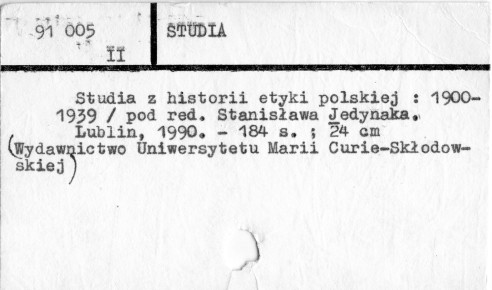 91 005 STUDIA
II
Studia z historii etyki polskiej : 1900-
1939 / pod red. Stanisława Jedynaka.
Lublin, 1990. - 184 s. ; 24 cm
(Wydawnictwo Uniwersytetu Marii Curie-Skłodow-
skiej)